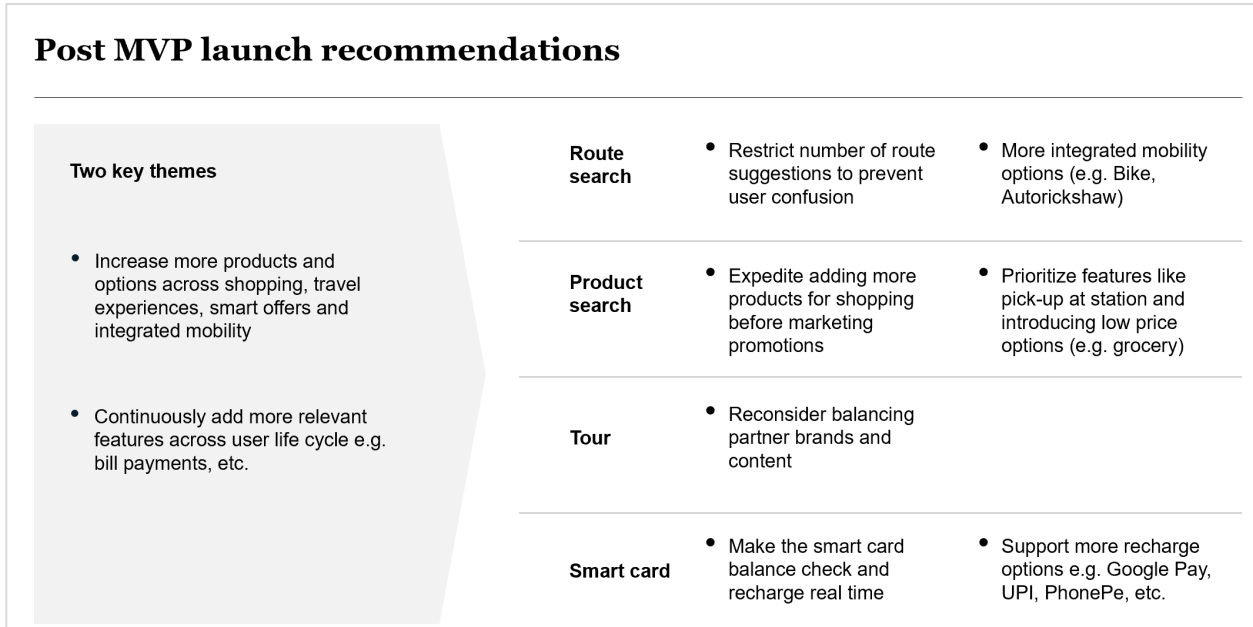 Post MVP launch recommendations
Two key themes
Increase more products and
options across shopping, travel
experiences, smart offers and
integrated mobility
Continuously add more relevant
features across user life cycle e.g.
bill payments, etc.
Route
search
Restrict number of route
suggestions to prevent
user confusion
More integrated mobility
options (e.g. Bike,
Autorickshaw)
Product
search
Expedite adding more
products for shopping
before marketing
promotions
Prioritize features like
pick-up at station and
introducing low price
options (e.g. grocery)
Tour
Reconsider balancing
partner brands and
content
Smart card
Make the smart card
balance check and
recharge real time
Support more recharge
options e.g. Google Pay,
UPI, PhonePe, etc.